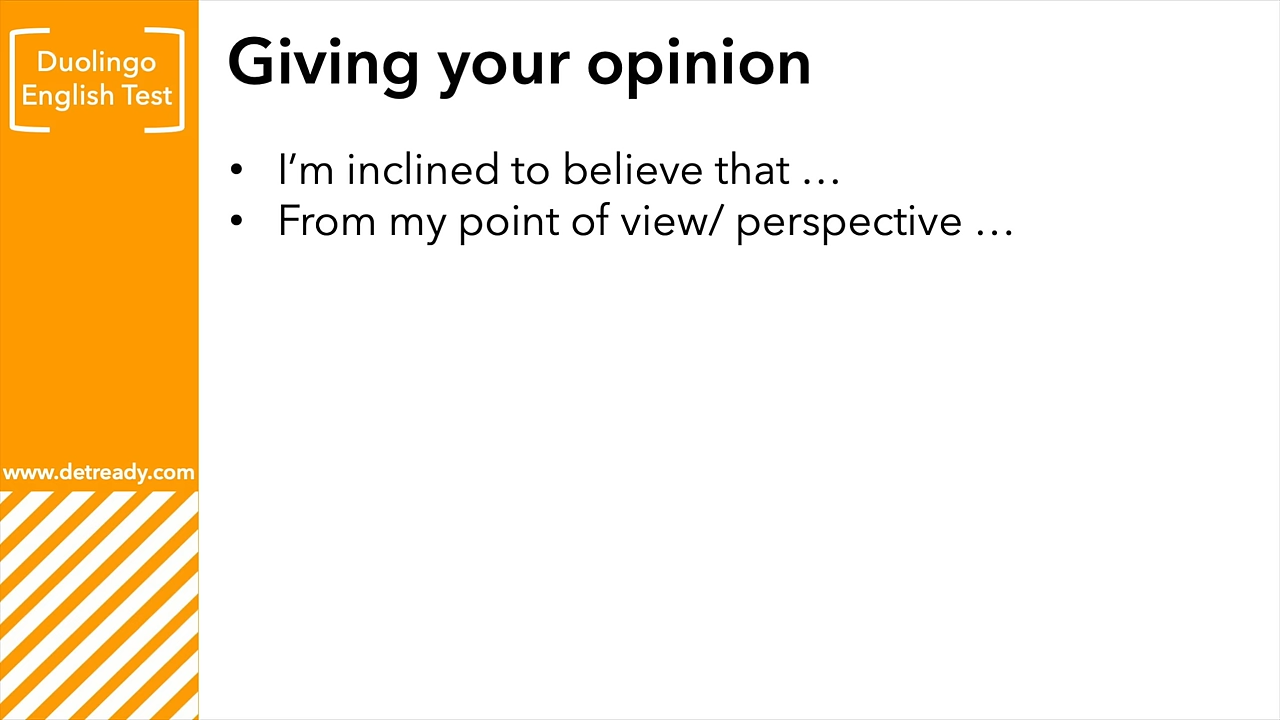 Duolingo
English Test
Giving your opinion
• I’m inclined to believe that …
• From my point of view/ perspective …
www.detready.com